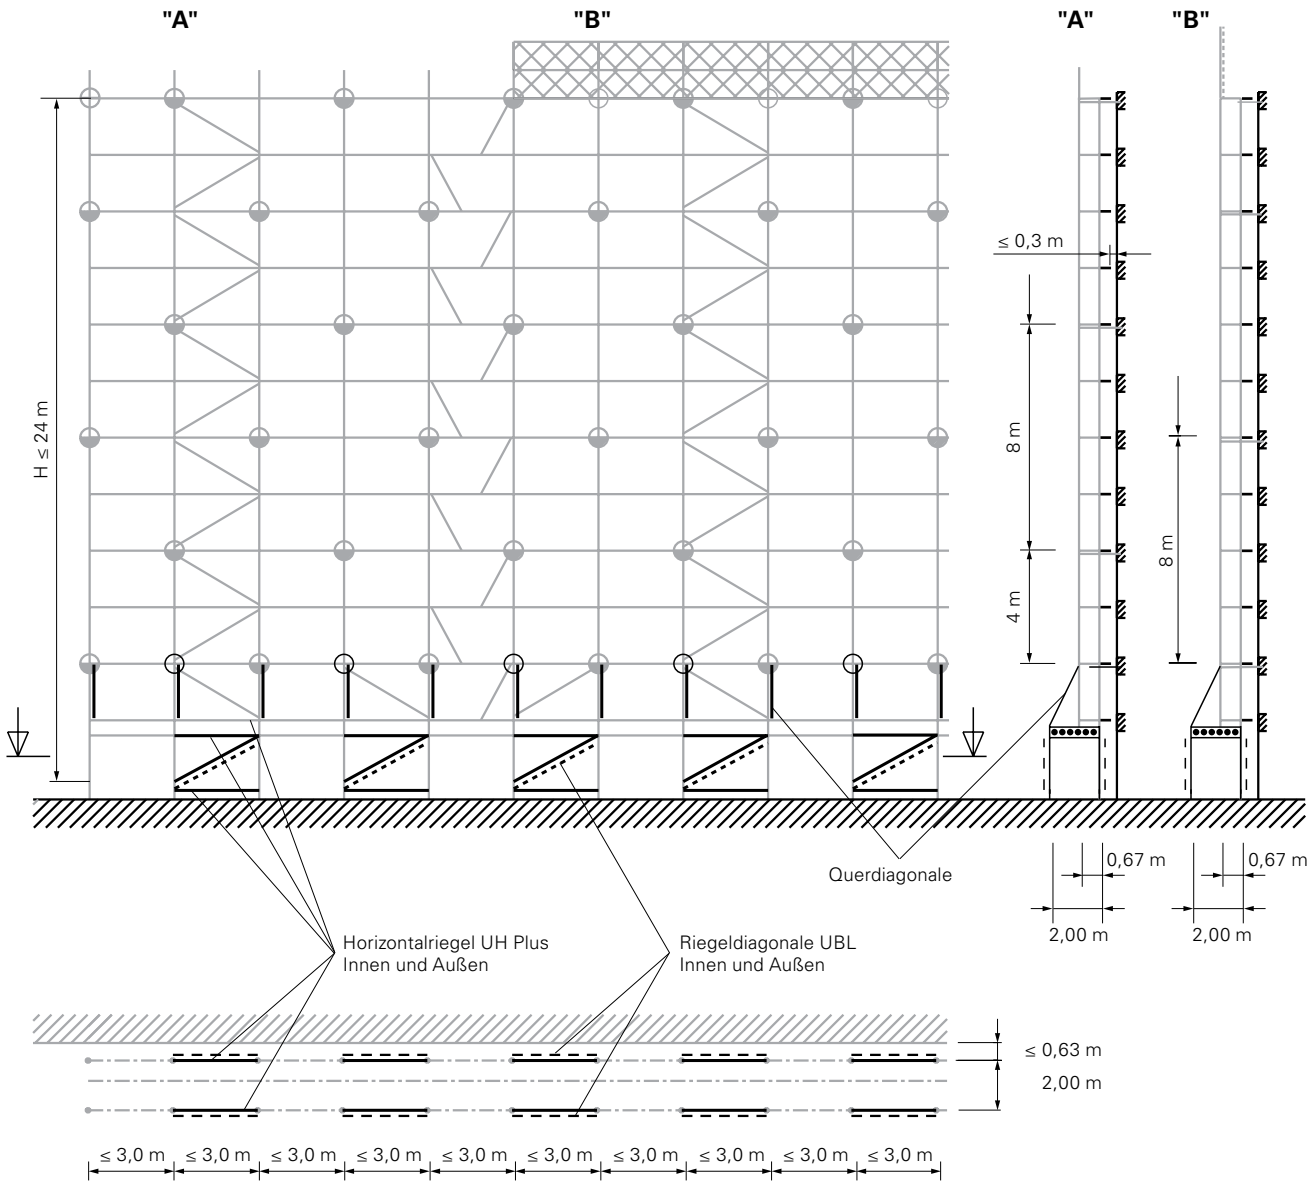 "A"
"B"
"A"
"B"
≤ 0,3 m
H ≤ 24 m
8 m
8 m
4 m
Querdiagonale
0,67 m
0,67 m
2,00 m
2,00 m
Horizontalriegel UH Plus
Innen und Außen
Riegeldiagonale UBL
Innen und Außen
≤ 0,63 m
2,00 m
≤ 3,0 m
≤ 3,0 m
≤ 3,0 m
≤ 3,0 m
≤ 3,0 m
≤ 3,0 m
≤ 3,0 m
≤ 3,0 m
≤ 3,0 m
≤ 3,0 m